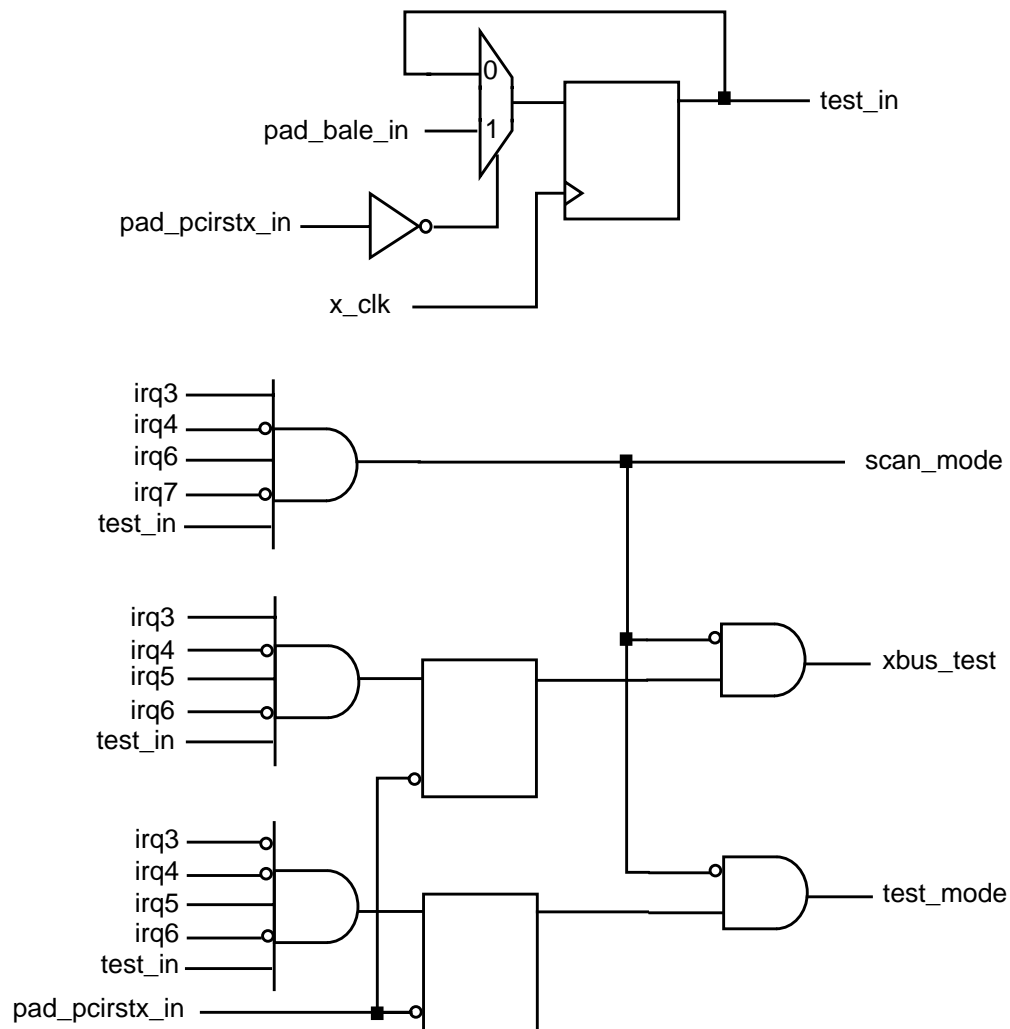 0
test_in
pad_bale_in
1
pad_pcirstx_in
x_clk
irq3
irq4
irq6
scan_mode
irq7
test_in
irq3
irq4
xbus_test
irq5
irq6
test_in
irq3
irq4
test_mode
irq5
irq6
test_in
pad_pcirstx_in